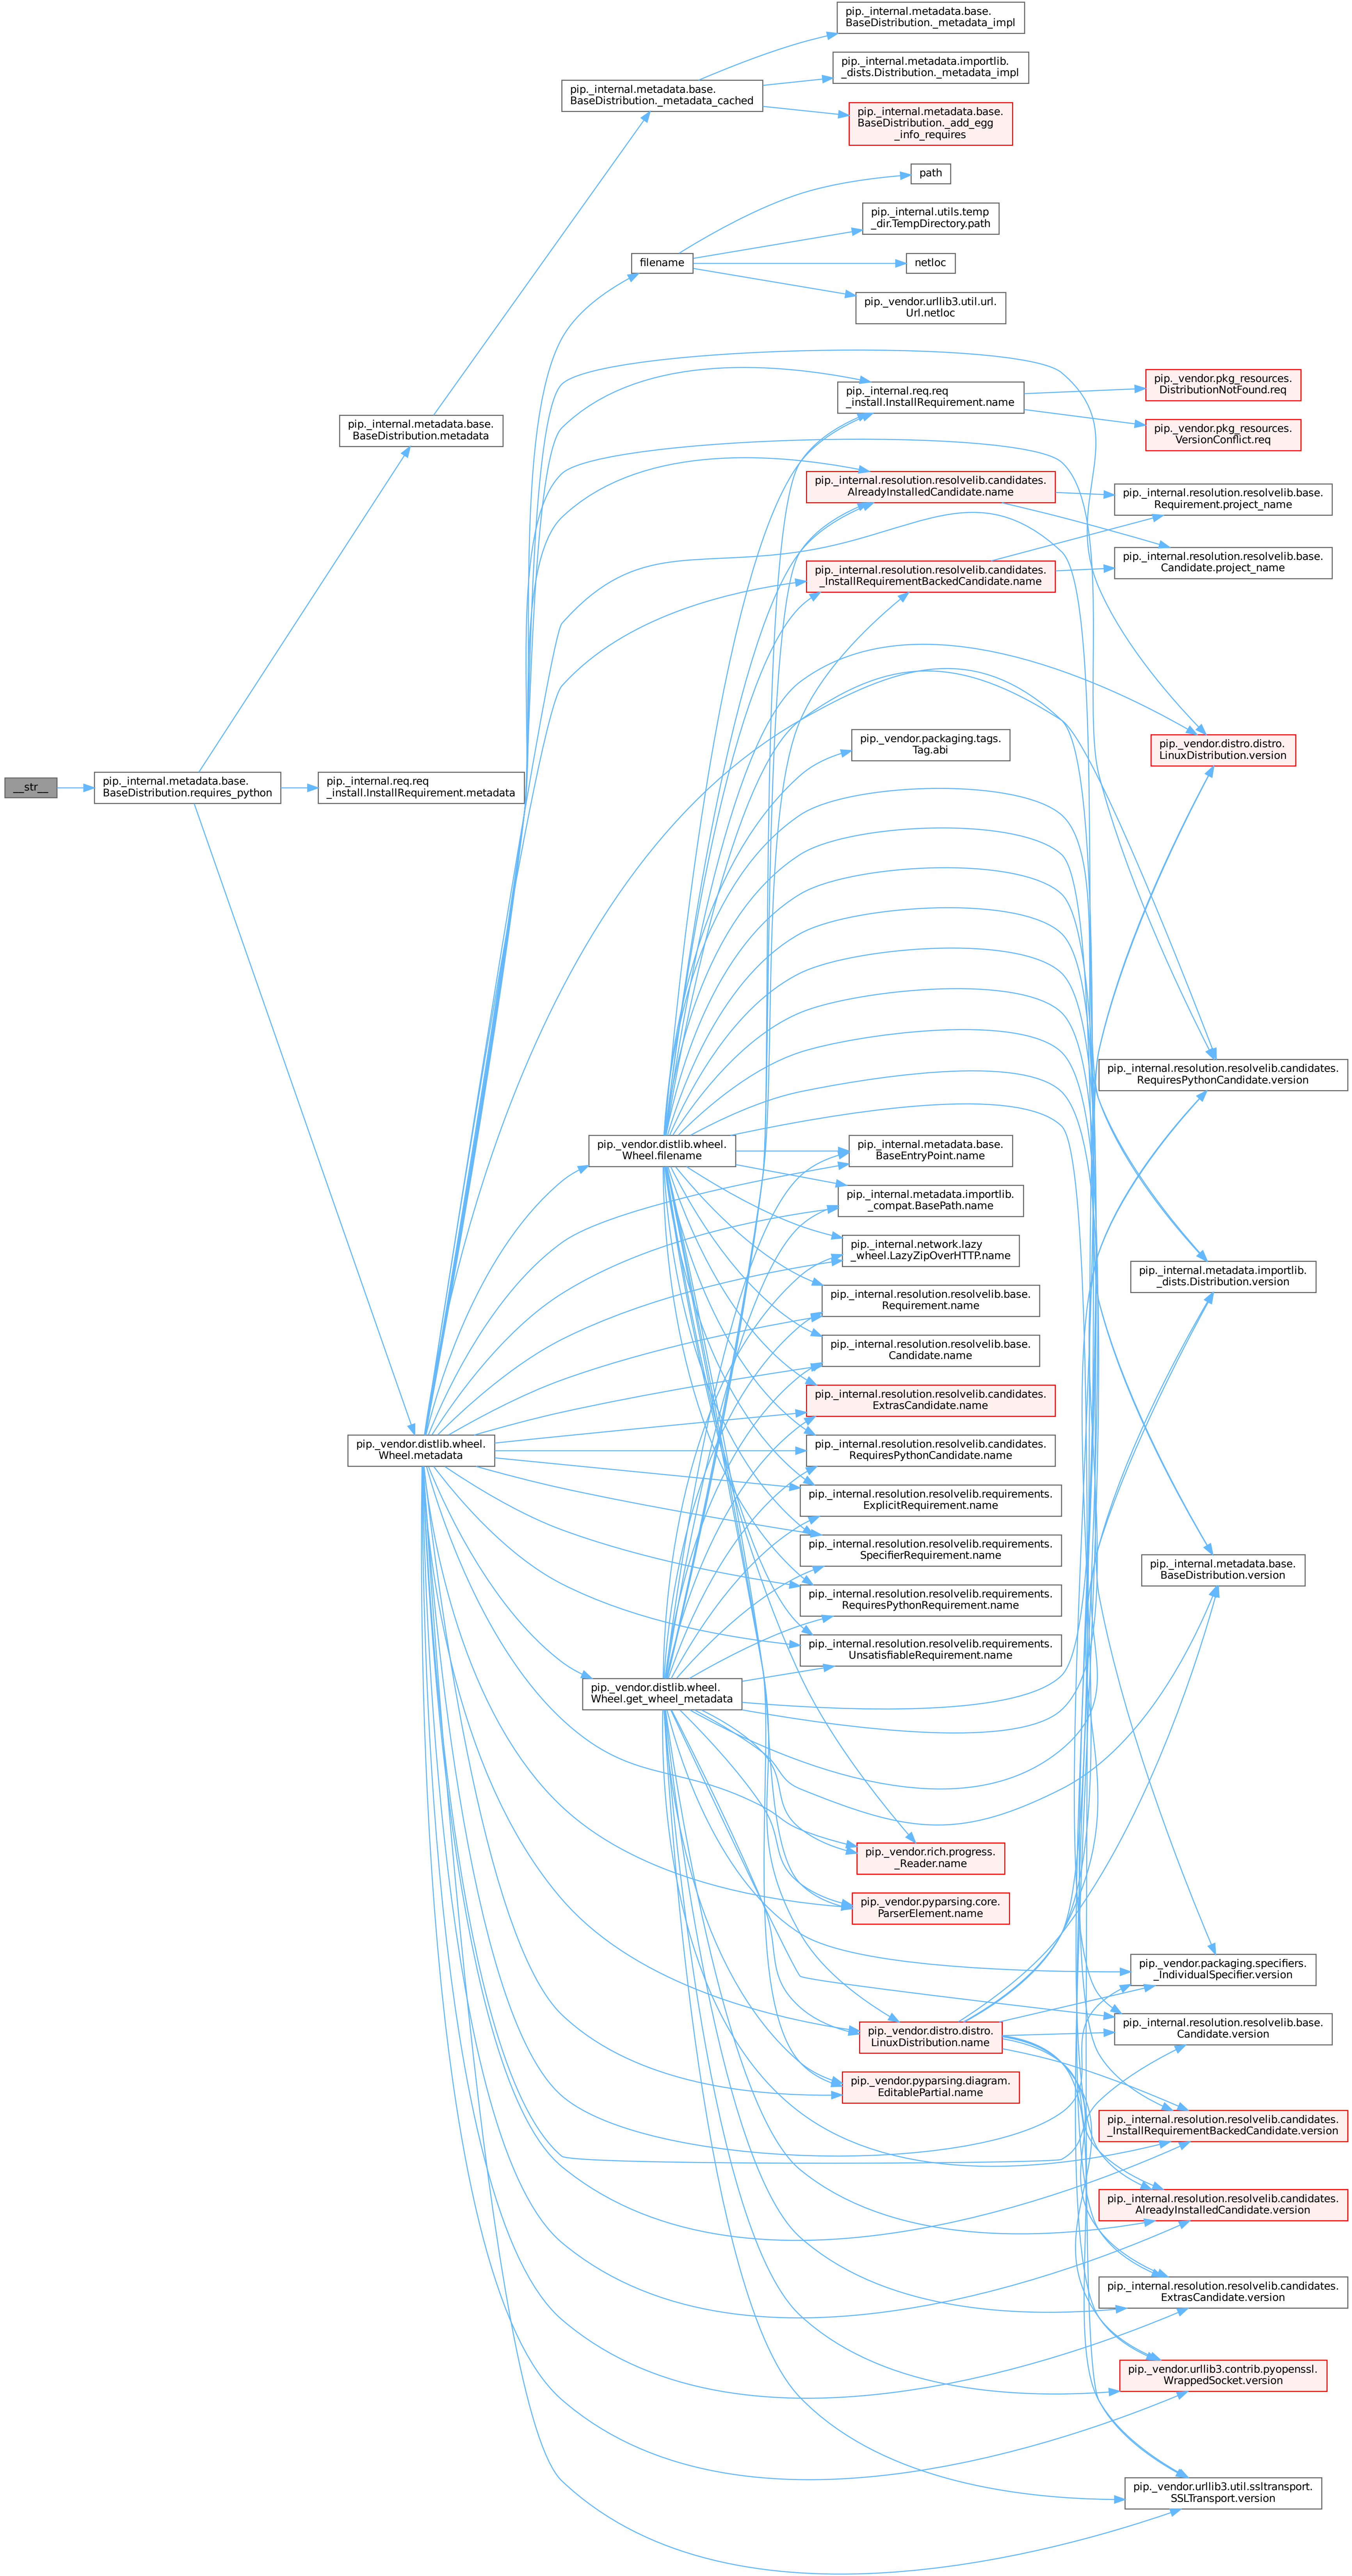 pip._internal.metadata.base.
BaseDistribution._metadata_impl
pip._internal.metadata.importlib.
_dists.Distribution._metadata_impl
pip._internal.metadata.base.
BaseDistribution._metadata_cached
pip._internal.metadata.base.
BaseDistribution._add_egg
_info_requires
path
pip._internal.utils.temp
_dir.TempDirectory.path
filename
netloc
pip._vendor.urllib3.util.url.
Url.netloc
pip._internal.req.req
_install.InstallRequirement.name
pip._vendor.pkg_resources.
DistributionNotFound.req
pip._vendor.pkg_resources.
VersionConflict.req
pip._internal.metadata.base.
BaseDistribution.metadata
pip._internal.resolution.resolvelib.candidates.
AlreadyInstalledCandidate.name
pip._internal.resolution.resolvelib.base.
Requirement.project_name
pip._internal.resolution.resolvelib.candidates.
_InstallRequirementBackedCandidate.name
pip._internal.resolution.resolvelib.base.
Candidate.project_name
pip._vendor.packaging.tags.
Tag.abi
pip._vendor.distro.distro.
LinuxDistribution.version
__str__
pip._internal.metadata.base.
BaseDistribution.requires_python
pip._internal.req.req
_install.InstallRequirement.metadata
pip._internal.resolution.resolvelib.candidates.
RequiresPythonCandidate.version
pip._vendor.distlib.wheel.
Wheel.filename
pip._internal.metadata.base.
BaseEntryPoint.name
pip._internal.metadata.importlib.
_compat.BasePath.name
pip._internal.network.lazy
_wheel.LazyZipOverHTTP.name
pip._internal.metadata.importlib.
_dists.Distribution.version
pip._internal.resolution.resolvelib.base.
Requirement.name
pip._internal.resolution.resolvelib.base.
Candidate.name
pip._internal.resolution.resolvelib.candidates.
ExtrasCandidate.name
pip._vendor.distlib.wheel.
Wheel.metadata
pip._internal.resolution.resolvelib.candidates.
RequiresPythonCandidate.name
pip._internal.resolution.resolvelib.requirements.
ExplicitRequirement.name
pip._internal.resolution.resolvelib.requirements.
SpecifierRequirement.name
pip._internal.metadata.base.
BaseDistribution.version
pip._internal.resolution.resolvelib.requirements.
RequiresPythonRequirement.name
pip._internal.resolution.resolvelib.requirements.
UnsatisfiableRequirement.name
pip._vendor.distlib.wheel.
Wheel.get_wheel_metadata
pip._vendor.rich.progress.
_Reader.name
pip._vendor.pyparsing.core.
ParserElement.name
pip._vendor.packaging.specifiers.
_IndividualSpecifier.version
pip._vendor.distro.distro.
LinuxDistribution.name
pip._internal.resolution.resolvelib.base.
Candidate.version
pip._vendor.pyparsing.diagram.
EditablePartial.name
pip._internal.resolution.resolvelib.candidates.
_InstallRequirementBackedCandidate.version
pip._internal.resolution.resolvelib.candidates.
AlreadyInstalledCandidate.version
pip._internal.resolution.resolvelib.candidates.
ExtrasCandidate.version
pip._vendor.urllib3.contrib.pyopenssl.
WrappedSocket.version
pip._vendor.urllib3.util.ssltransport.
SSLTransport.version